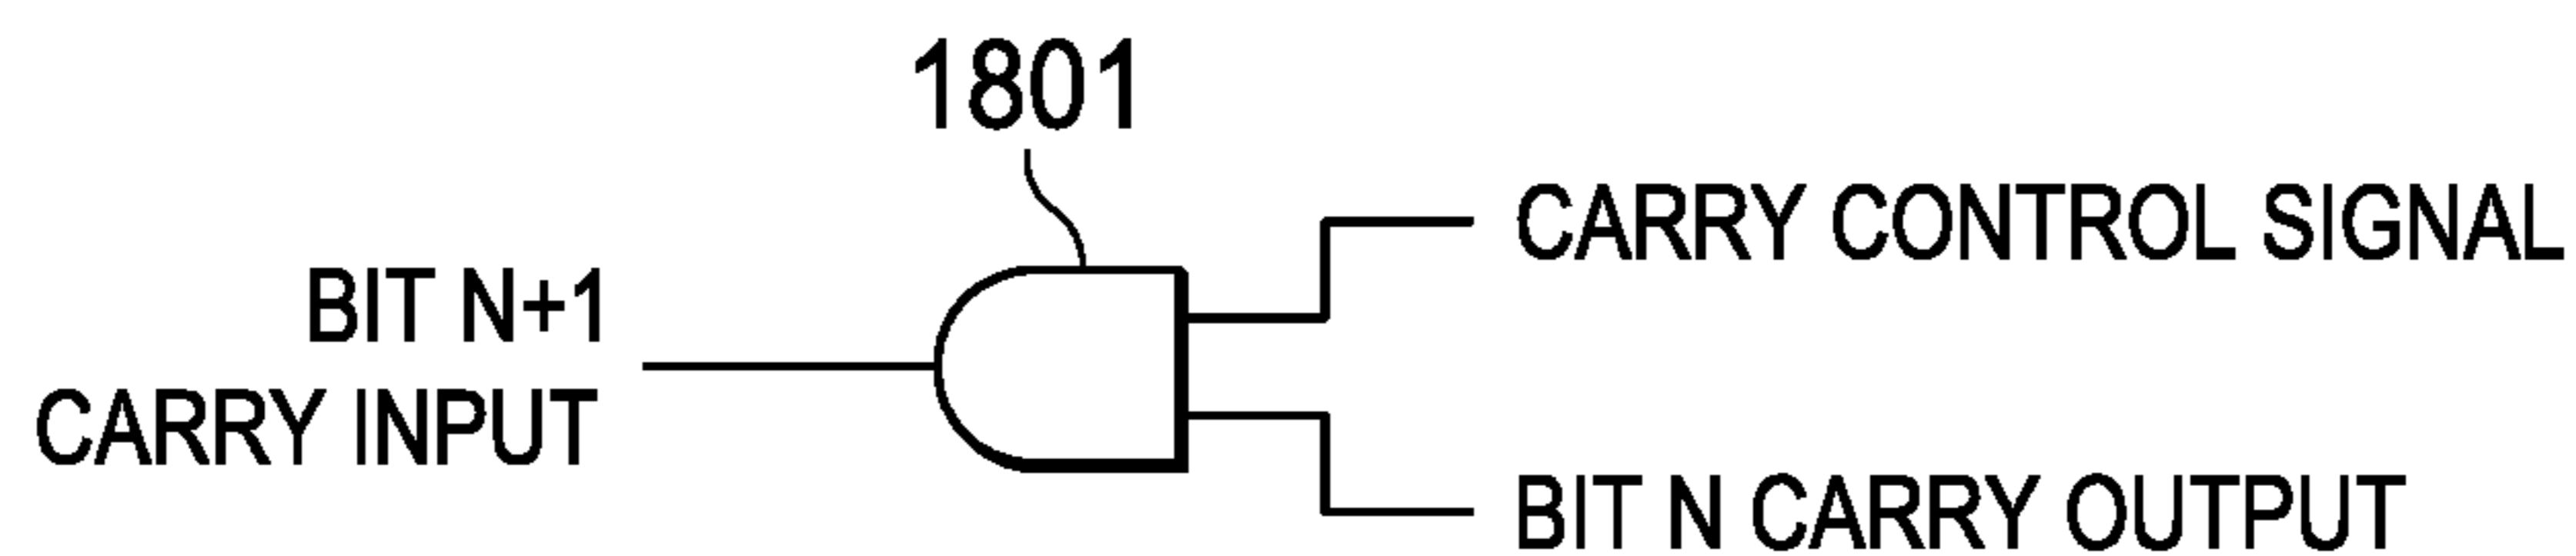 1801
CARRY CONTROL SIGNAL
BIT N+1
CARRY INPUT
BIT N CARRY OUTPUT